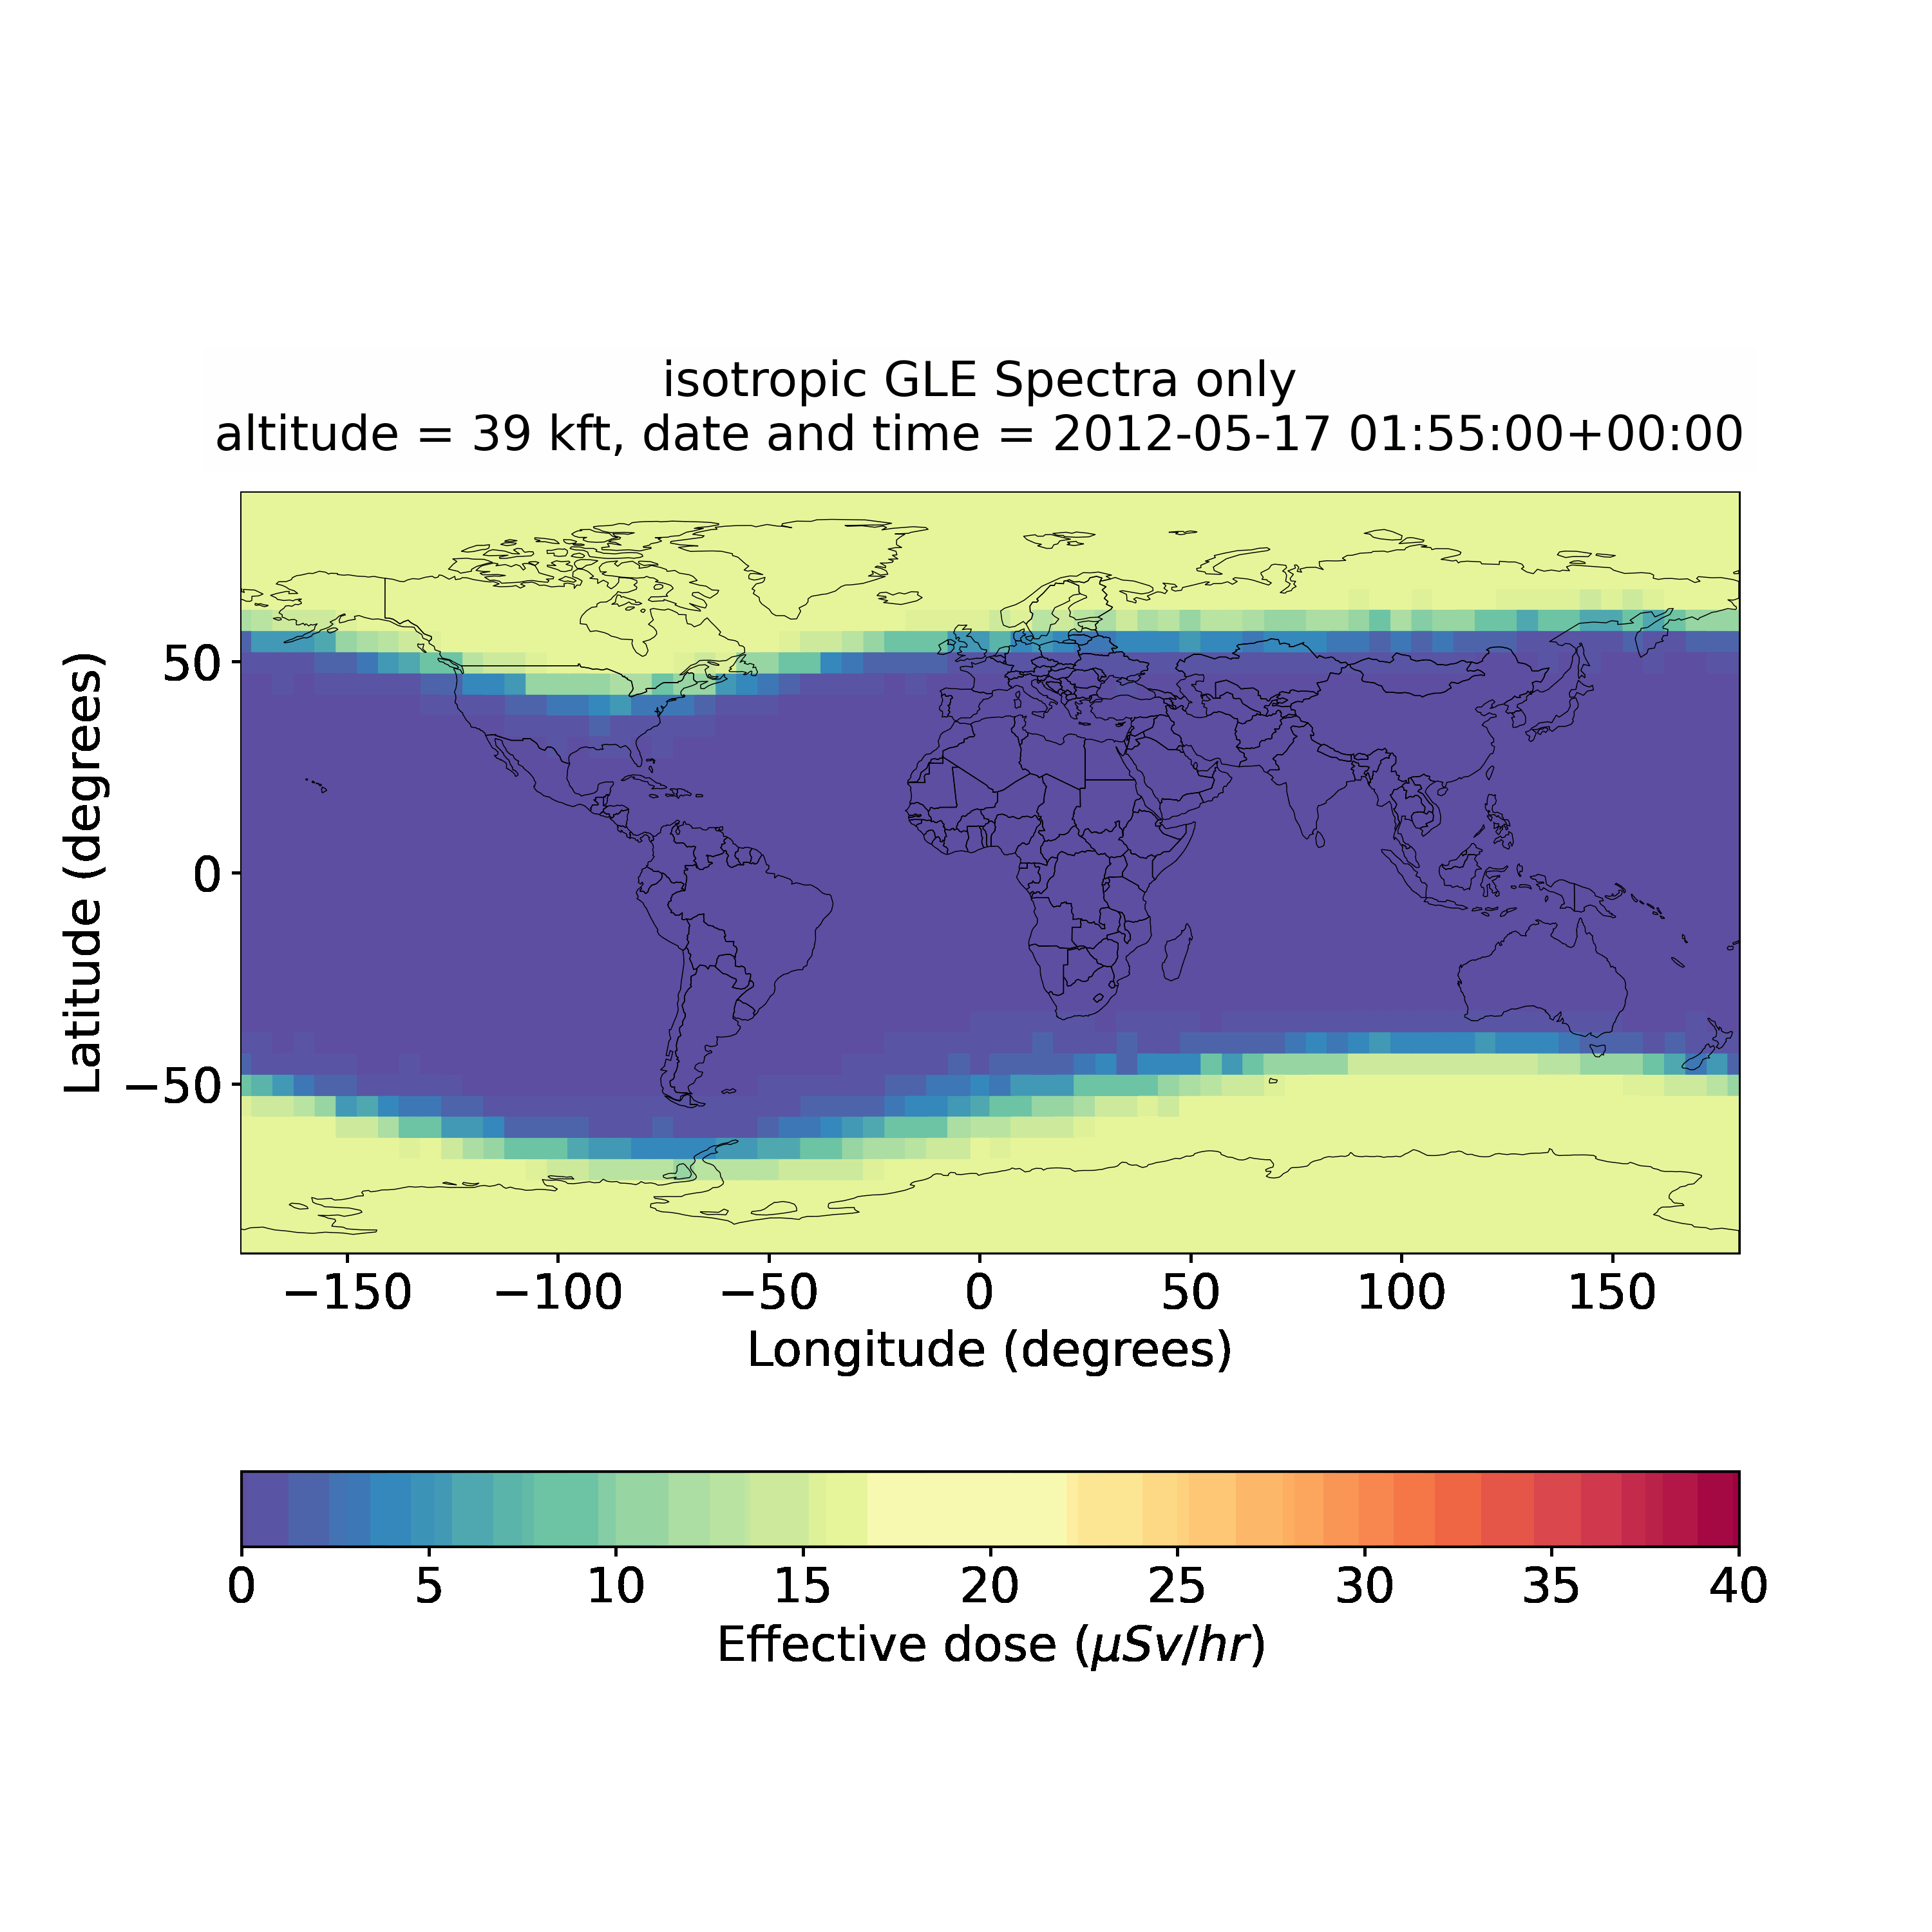 isotropic GLE Spectra only
altitude = 39 kft, date and time = 2012-05-17 01:55:00+00:00
Latitude (degrees)
50
0
−50
−150 −100 −50 0 50 100 150
Longitude (degrees)
0 5 10 15 20 25 30 35 40
Effective dose (μSv/hr)